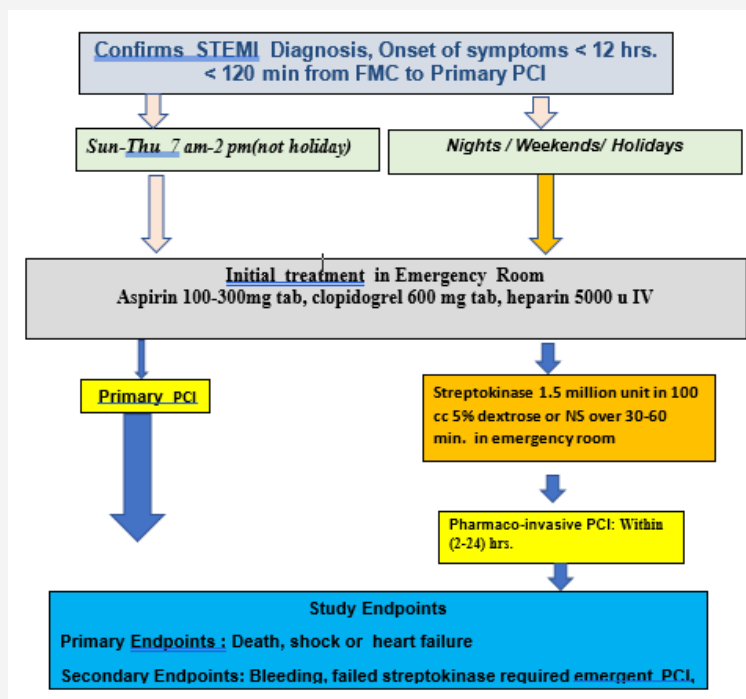 Confirms STEMI Diagnosis, Onset of symptoms < 12 hrs.
< 120 min from FMC to Primary PCI
Sun-Thu 7 am-2 pm(not holiday)
Nights / Weekends/ Holidays
Initial treatment in Emergency Room
Aspirin 100-300mg tab, clopidogrel 600 mg tab, heparin 5000 u IV
Primary PCI
Streptokinase 1.5 million unit in 100
cc 5% dextrose or NS over 30-60
min. in emergency room
Pharmaco-invasive PCI: Within
(2-24) hrs.
Study Endpoints
Primary Endpoints : Death, shock or heart failure
Secondary Endpoints: Bleeding, failed streptokinase required emergent PCI,